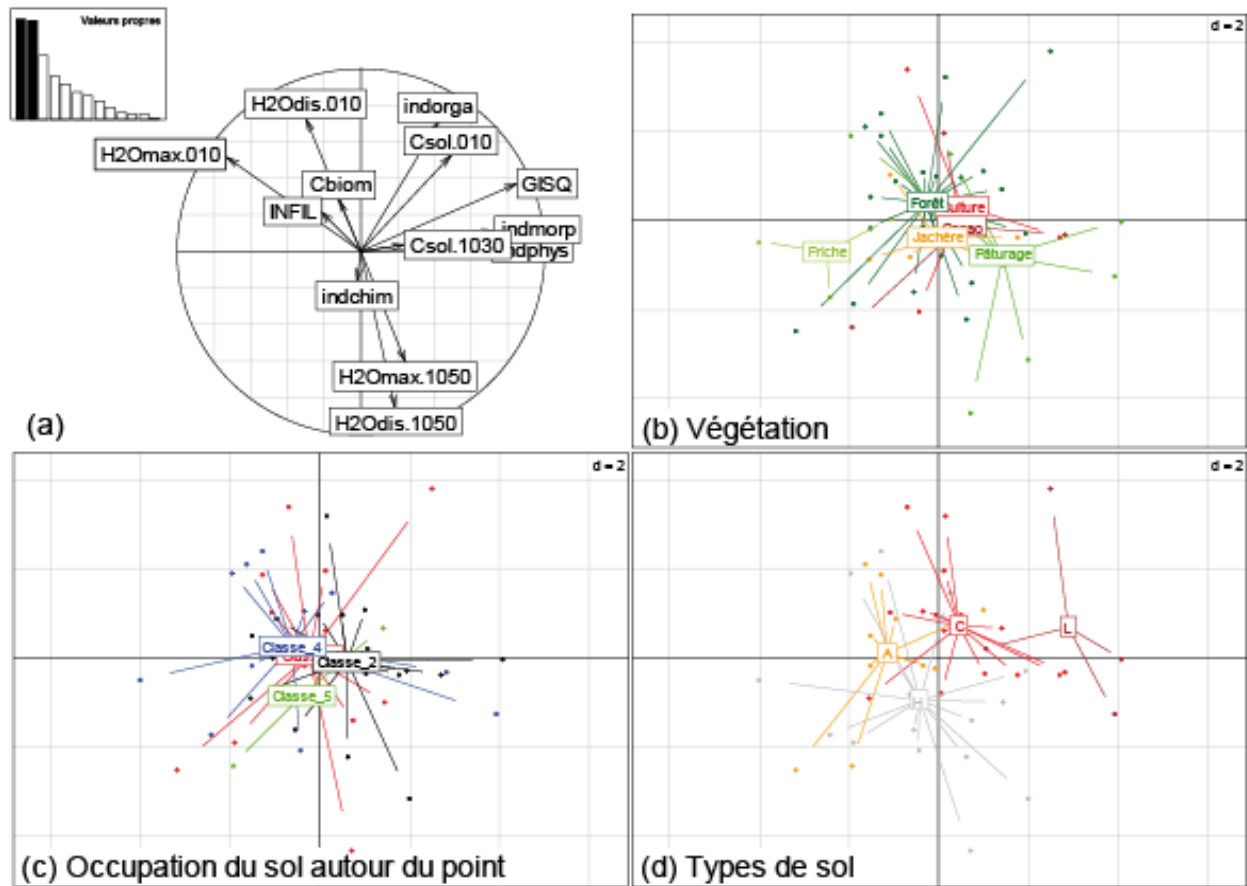 Valeurs propres
H2Odis.010
indorga
H2Omax.010
Csol.010
Cbiom
GISQ
INFIL
indmorp
Csol.1030
indchim
H2Omax.1050
H2Odis.1050
(a)
d = 2
Forêt
Jachère
Friche
Pâturage
(b) Végétation
d = 2
Classe_4
Classe_2
Classe_5
(c) Occupation du sol autour du point
d = 2
C
L
A
H
(d) Types de sol